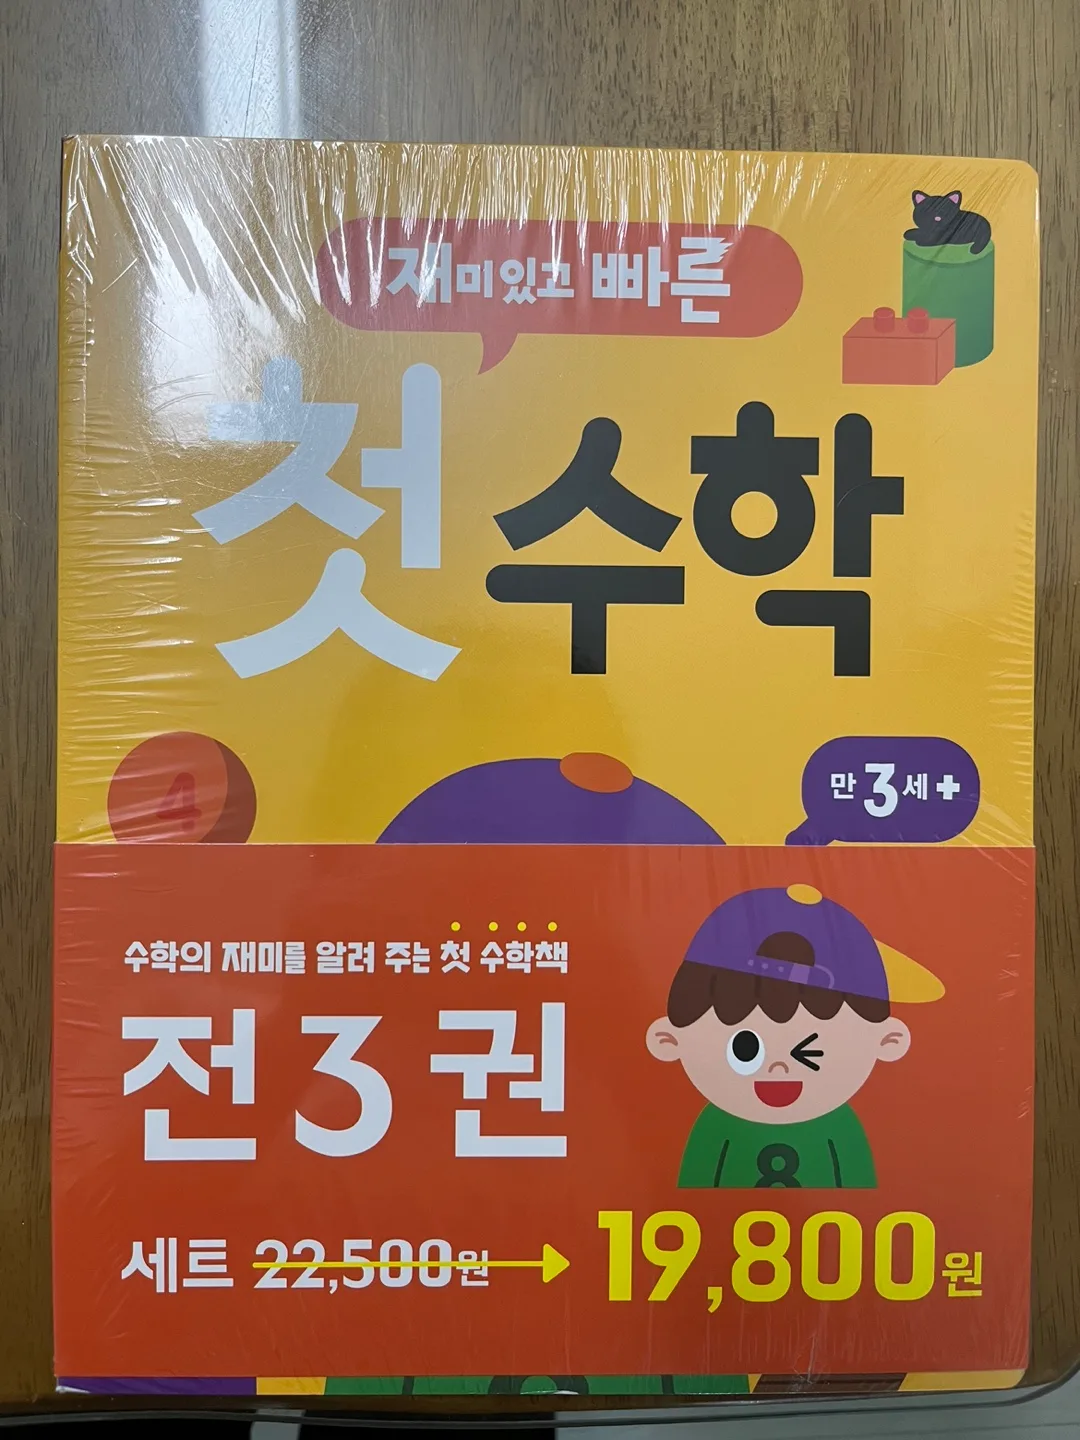 재미있고 빠른
첫 수학
4
만 3세+
수학의 재미를 알려 주는 첫 수학책
전 3 권
8
세트 22,500원 → 19,800원